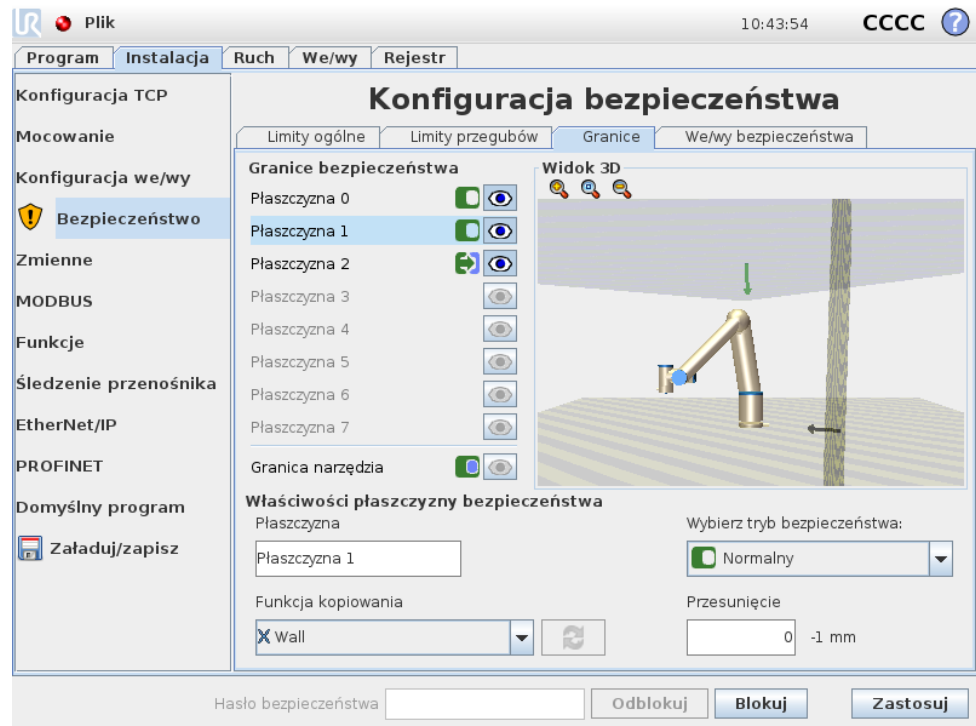 UR Plik 10:43:54 CCCC ?
Program Instalacja Ruch We/wy Rejestr
Konfiguracja TCP
Mocowanie
Konfiguracja we/wy
Bezpieczeństwo
Zmienne
MODBUS
Funkcje
Śledzenie przenośnika
EtherNet/IP
PROFINET
Domyślny program
Załaduj/zapisz
Konfiguracja bezpieczeństwa
Limity ogólne Limity przegubów Granice We/wy bezpieczeństwa
Granice bezpieczeństwa
Płaszczyzna 0
Płaszczyzna 1
Płaszczyzna 2
Płaszczyzna 3
Płaszczyzna 4
Płaszczyzna 5
Płaszczyzna 6
Płaszczyzna 7
Granica narzędzia
Widok 3D
Właściwości płaszczyzny bezpieczeństwa
Płaszczyzna
Płaszczyzna 1
Wybierz tryb bezpieczeństwa:
Normalny
Funkcja kopiowania
Wall
Przesunięcie
0 -1 mm
Hasło bezpieczeństwa Odblokuj Blokuj Zastosuj